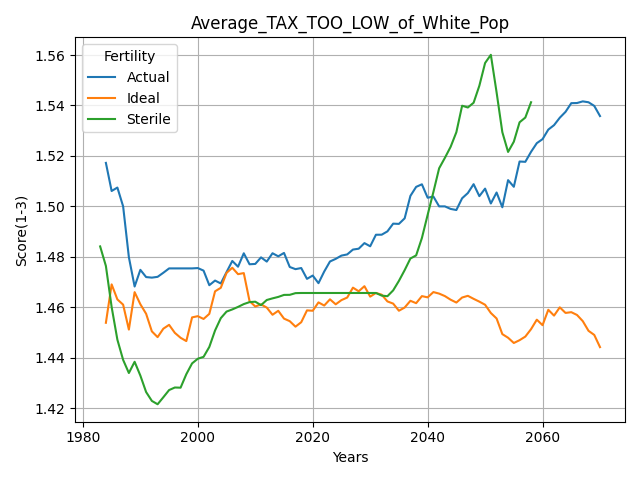 Average_TAX_TOO_LOW_of_White_Pop
Fertility
Actual
Ideal
Sterile
Score(1-3)
1.56
1.54
1.52
1.50
1.48
1.46
1.44
1.42
1980
2000
2020
2040
2060
Years